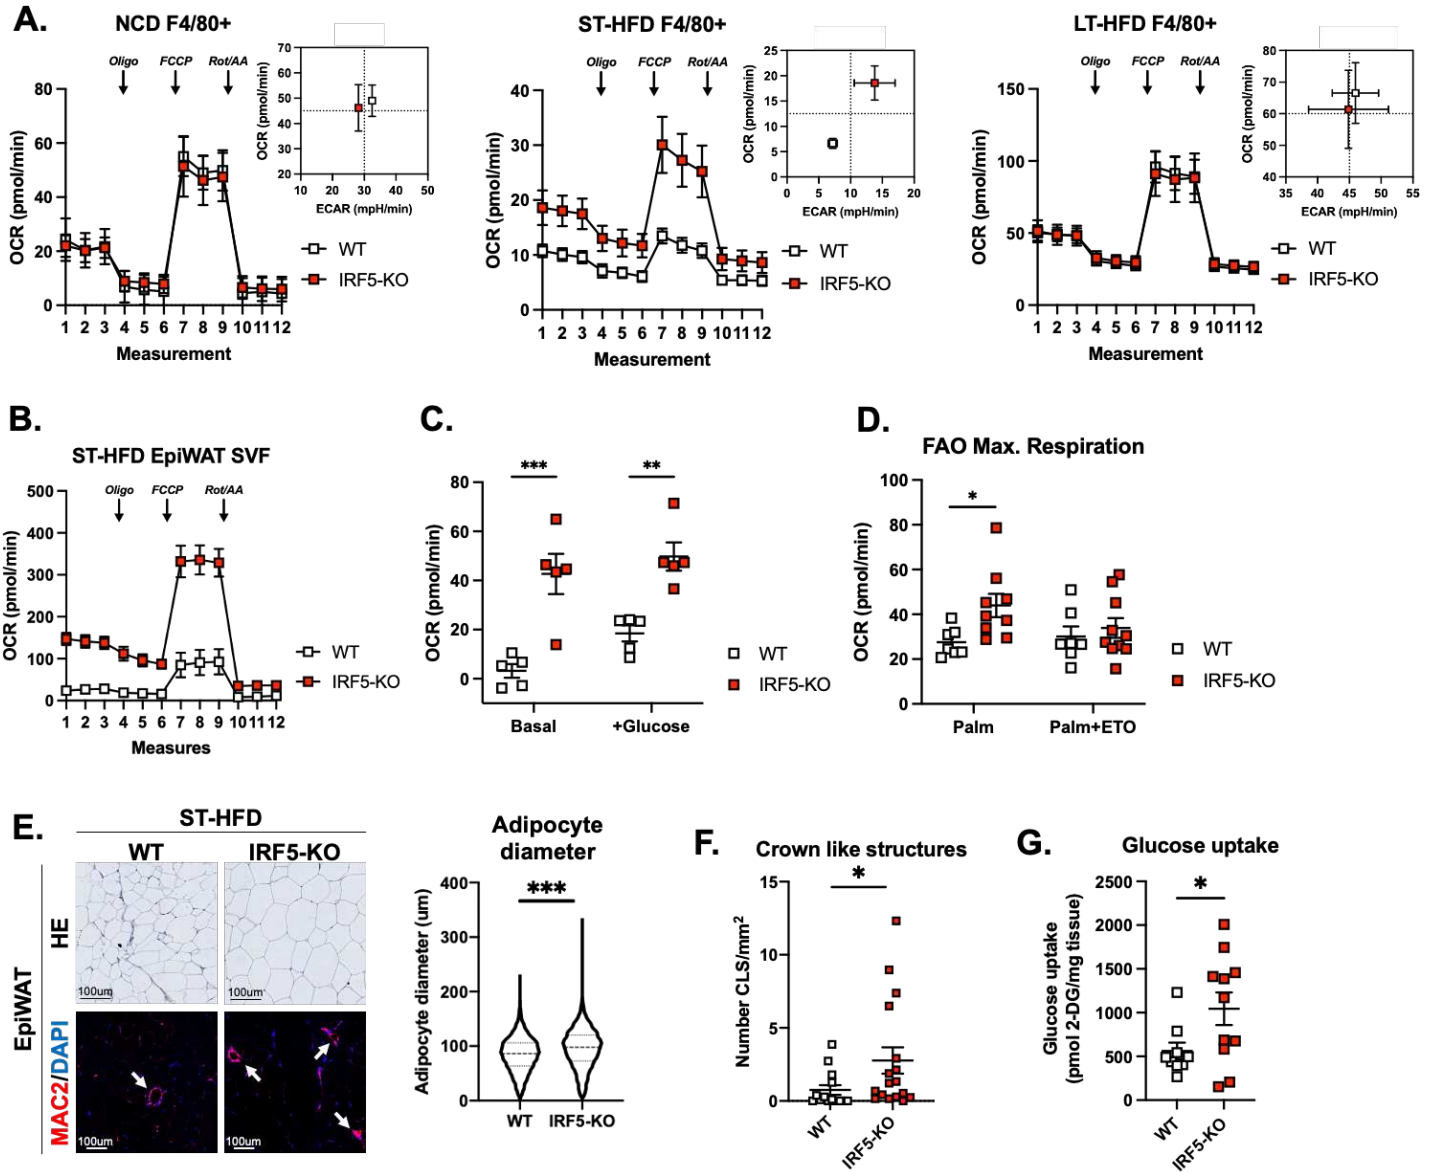 A.
NCD F4/80+
Oligo FCCP Rot/AA
OCR (pmol/min)
80
60
40
20
0
1 2 3 4 5 6 7 8 9 10 11 12
Measurement
OCR (pmol/min)
70
60
50
40
30
20
10 20 30 40 50
ECAR (mpH/min)
WT
IRF5-KO
ST-HFD F4/80+
Oligo FCCP Rot/AA
OCR (pmol/min)
40
30
20
10
0
1 2 3 4 5 6 7 8 9 10 11 12
Measurement
OCR (pmol/min)
25
20
15
10
5
0
0 5 10 15 20
ECAR (mpH/min)
WT
IRF5-KO
LT-HFD F4/80+
Oligo FCCP Rot/AA
OCR (pmol/min)
150
100
50
0
1 2 3 4 5 6 7 8 9 10 11 12
Measurement
OCR (pmol/min)
80
70
60
50
40
35 40 45 50 55
ECAR (mpH/min)
WT
IRF5-KO
B.
ST-HFD EpiWAT SVF
Oligo FCCP Rot/AA
OCR (pmol/min)
500
400
300
200
100
0
1 2 3 4 5 6 7 8 9 10 11 12
Measures
WT
IRF5-KO
C.
*** **
OCR (pmol/min)
80
60
40
20
0
Basal +Glucose
WT
IRF5-KO
D.
FAO Max. Respiration
*
OCR (pmol/min)
100
80
60
40
20
0
Palm Palm+ETO
WT
IRF5-KO
E.
ST-HFD
WT IRF5-KO
EpiWAT
HE
100um 100um
MAC2/DAPI
100um 100um
Adipocyte
diameter
***
Adipocyte diameter (um)
400
300
200
100
0
WT IRF5-KO
F.
Crown like structures
*
Number CLS/mm2
15
10
5
0
WT
IRF5-KO
G.
Glucose uptake
*
Glucose uptake
(pmol 2-DG/mg tissue)
2500
2000
1500
1000
500
0
WT
IRF5-KO